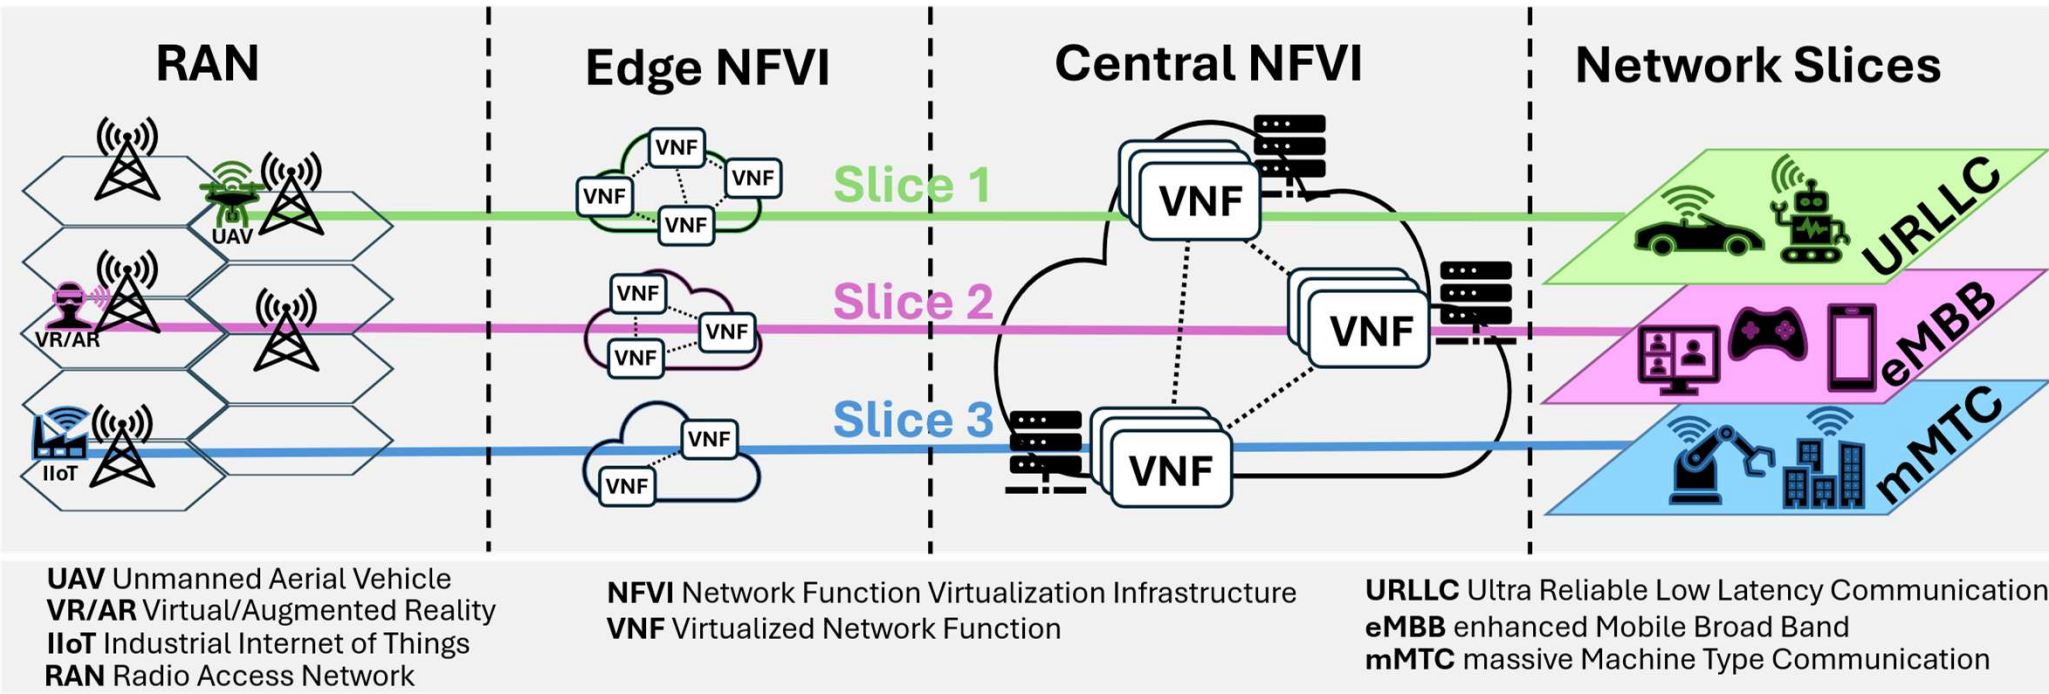 RAN
Edge NFVI
Central NFVI
Network Slices
UAV
VR/AR
IIoT
VNF
VNF
VNF
VNF
VNF
VNF
VNF
VNF
VNF
Slice 1
Slice 2
Slice 3
VNF
VNF
VNF
URLLC
eMBB
mMTC
UAV Unmanned Aerial Vehicle
VR/AR Virtual/Augmented Reality
IIoT Industrial Internet of Things
RAN Radio Access Network
NFVI Network Function Virtualization Infrastructure
VNF Virtualized Network Function
URLLC Ultra Reliable Low Latency Communication
eMBB enhanced Mobile Broad Band
mMTC massive Machine Type Communication